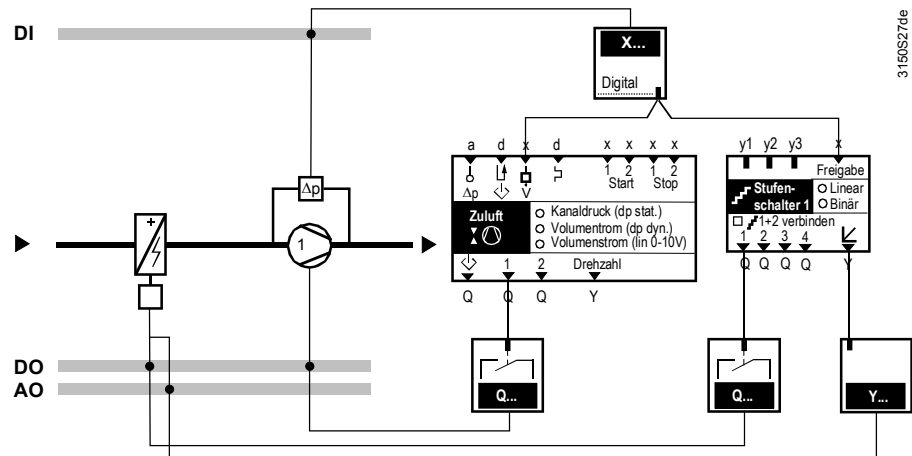 DI
X...
3150S27de
Digital
a d x d x x x x
y1 y2 y3 x
Δp V 1 2 1 2
Start Stop
Freigabe
Δp
Zuluft
Kanaldruck (dp stat.)
Volumentrom (dp dyn.)
Volumenstrom (lin 0-10V)
Stufen-
schalter 1
Linear
Binär
1+2 verbinden
1
1 2 Drehzahl
1 2 3 4
Q Q Q Y
Q Q Q Q Y
DO
AO
Q...
Q...
Y...